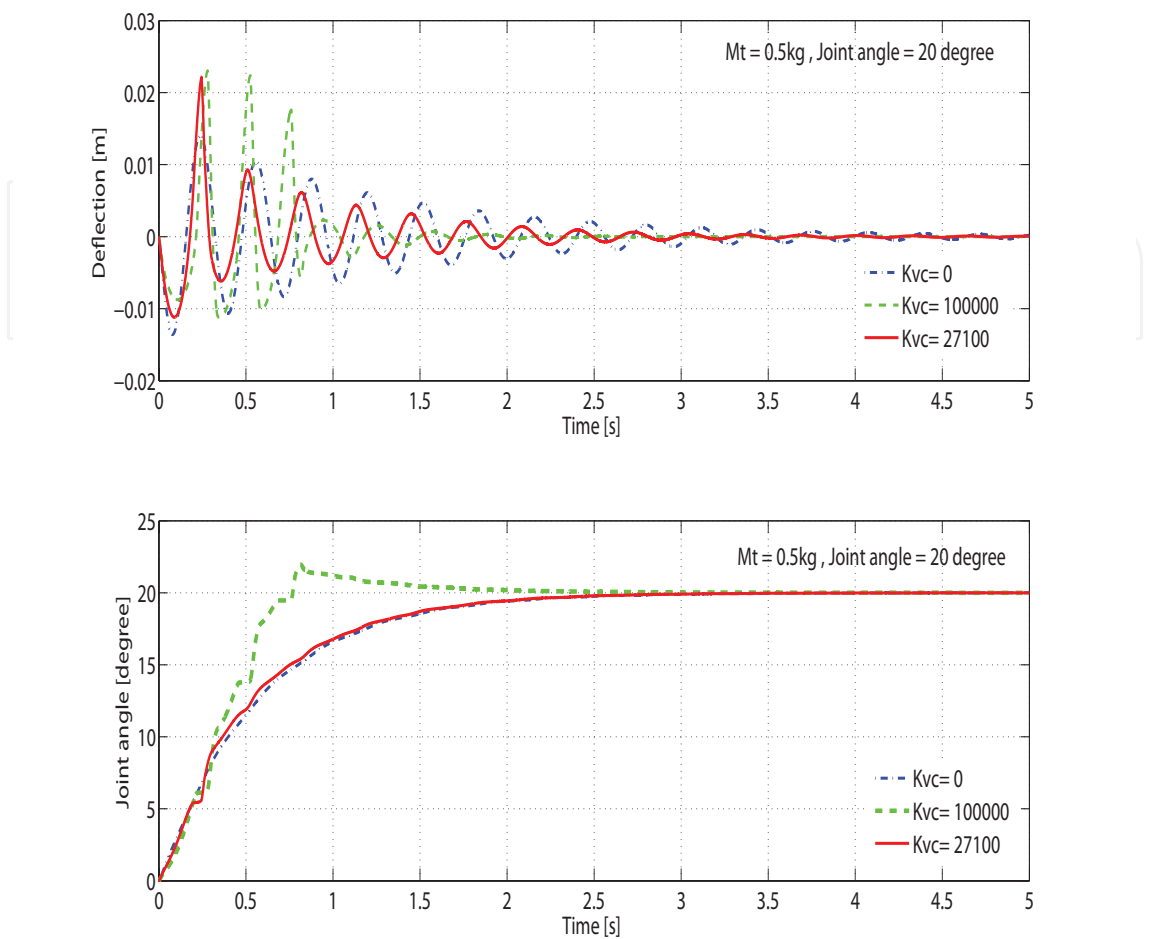 0.03
Mt = 0.5kg , Joint angle = 20 degree
0.02
0.01
0
−0.01
−0.02
Deflection [m]
Kvc= 0
Kvc= 100000
Kvc= 27100
0 0.5 1 1.5 2 2.5 3 3.5 4 4.5 5
Time [s]
25
Mt = 0.5kg , Joint angle = 20 degree
20
15
10
5
0
Joint angle [degree]
Kvc= 0
Kvc= 100000
Kvc= 27100
0 0.5 1 1.5 2 2.5 3 3.5 4 4.5 5
Time [s]